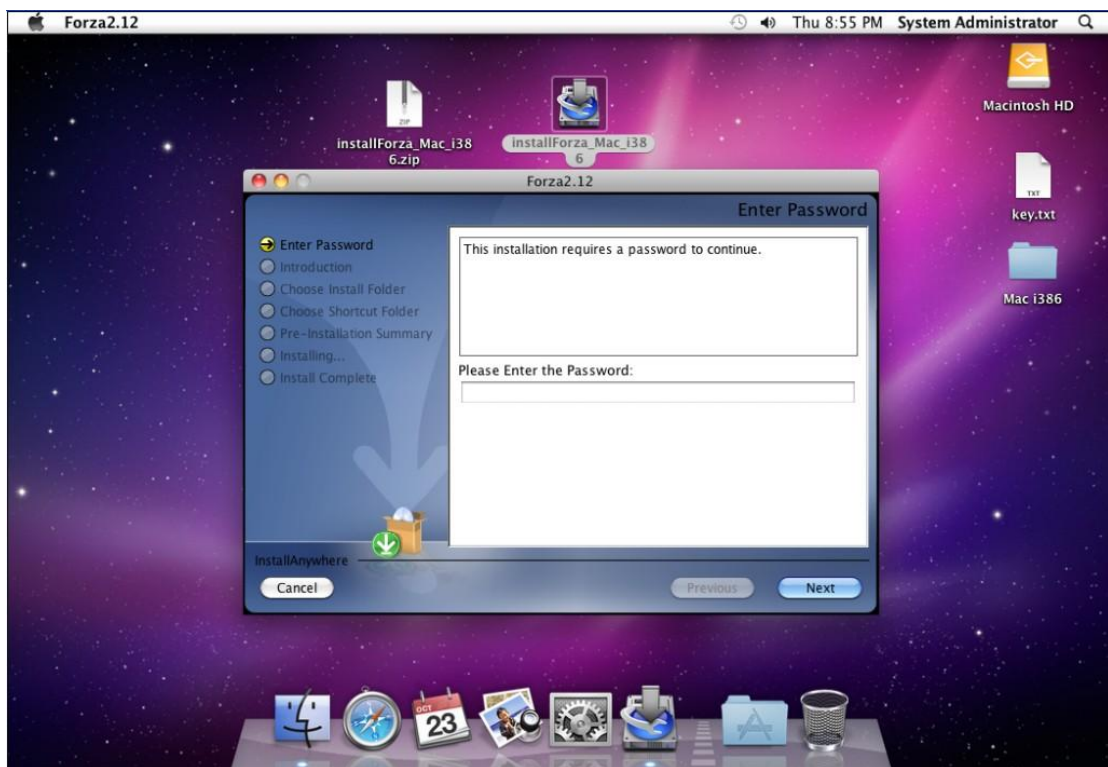 Forza2.12
Thu 8:55 PM System Administrator
Macintosh HD
ZIP
installForza_Mac_i38
6.zip
installForza_Mac_i38
6
TXT
key.txt
Mac i386
Forza2.12
Enter Password
Enter Password
Introduction
Choose Install Folder
Choose Shortcut Folder
Pre-Installation Summary
Installing...
Install Complete
This installation requires a password to continue.
Please Enter the Password:
InstallAnywhere
Cancel
Previous
Next
OCT
23